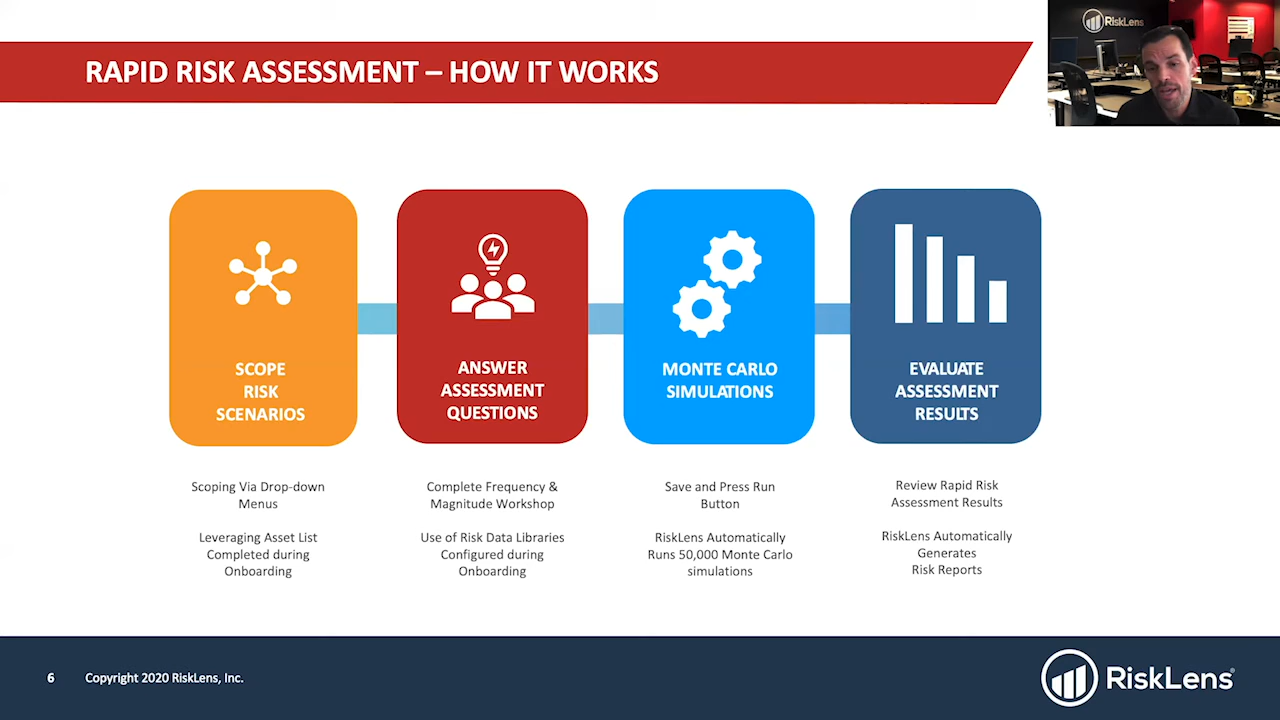 RAPID RISK ASSESSMENT – HOW IT WORKS
RiskLens
SCOPE
RISK
SCENARIOS
ANSWER
ASSESSMENT
QUESTIONS
MONTE CARLO
SIMULATIONS
EVALUATE
ASSESSMENT
RESULTS
Scoping Via Drop-down
Menus
Leveraging Asset List
Completed during
Onboarding
Complete Frequency &
Magnitude Workshop
Use of Risk Data Libraries
Configured during
Onboarding
Save and Press Run
Button
RiskLens Automatically
Runs 50,000 Monte Carlo
simulations
Review Rapid Risk
Assessment Results
RiskLens Automatically
Generates
Risk Reports
6
Copyright 2020 RiskLens, Inc.
RiskLens®